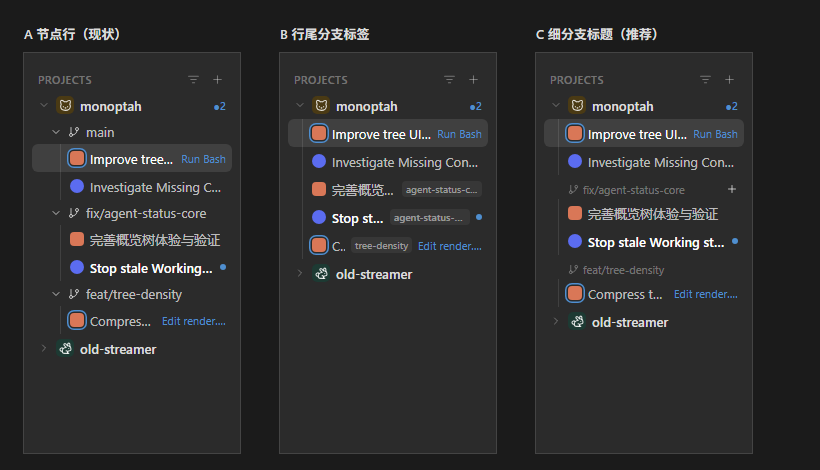 A 节点行（现状）
PROJECTS
monoptah
2
main
Improve tree... Run Bash
Investigate Missing C...
fix/agent-status-core
完善概览树体验与验证
Stop stale Working...
feat/tree-density
Compres... Edit render....
old-streamer
B 行尾分支标签
PROJECTS
monoptah
2
Improve tree UI... Run Bash
Investigate Missing Con...
完善概览... agent-status-c...
Stop st... agent-status-...
C.. tree-density Edit render....
old-streamer
C 细分支标题（推荐）
PROJECTS
monoptah
2
Improve tree UI... Run Bash
Investigate Missing Con...
fix/agent-status-core
完善概览树体验与验证
Stop stale Working st...
feat/tree-density
Compress t... Edit render....
old-streamer